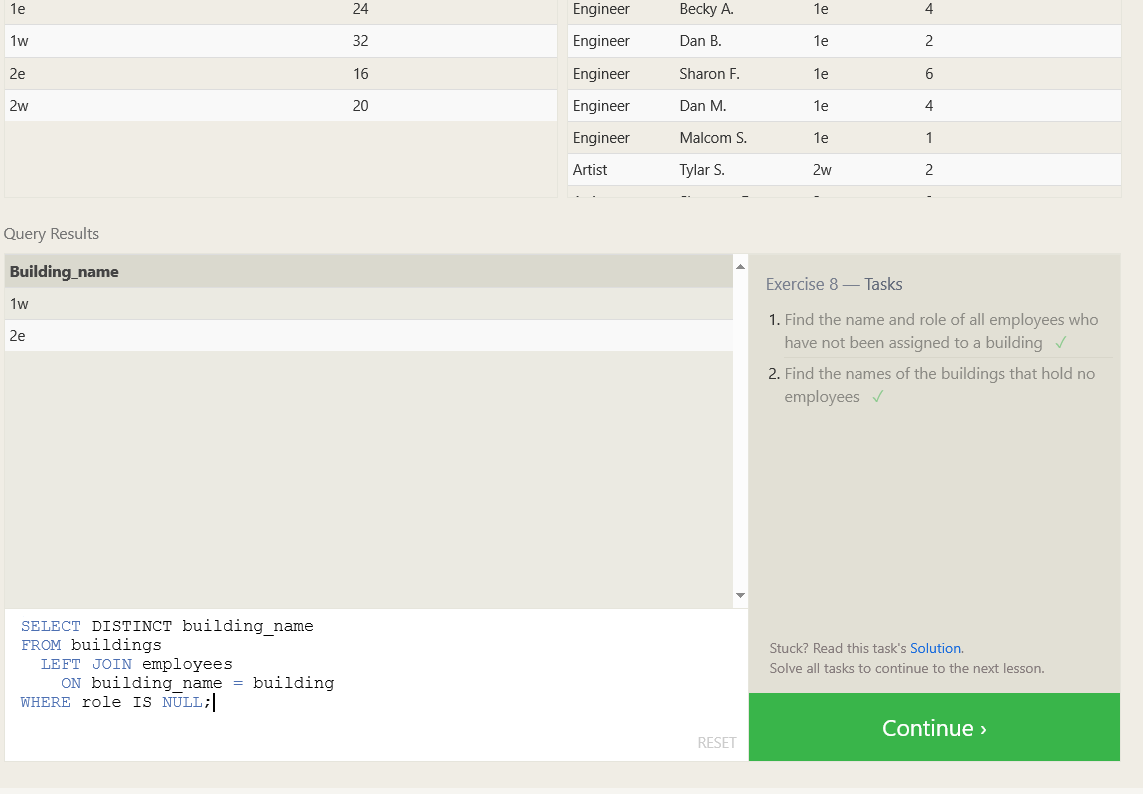 1e 24
1w 32
2e 16
2w 20
Engineer Becky A. 1e 4
Engineer Dan B. 1e 2
Engineer Sharon F. 1e 6
Engineer Dan M. 1e 4
Engineer Malcom S. 1e 1
Artist Tylar S. 2w 2
Query Results
Building_name
1w
2e
Exercise 8 — Tasks
1. Find the name and role of all employees who
have not been assigned to a building ✓
2. Find the names of the buildings that hold no
employees ✓
SELECT DISTINCT building_name
FROM buildings
LEFT JOIN employees
ON building_name = building
WHERE role IS NULL;
RESET
Stuck? Read this task's Solution.
Solve all tasks to continue to the next lesson.
Continue ›